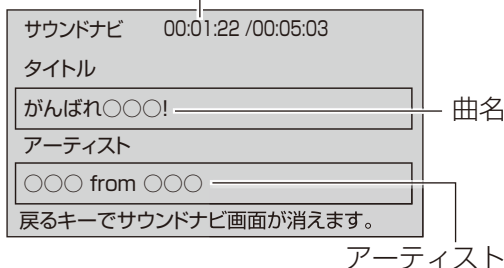 サウンドナビ 00:01:22 /00:05:03
タイトル
がんばれ○○○!
曲名
アーティスト
○○○ from ○○○
戻るキーでサウンドナビ画面が消えます。
アーティスト